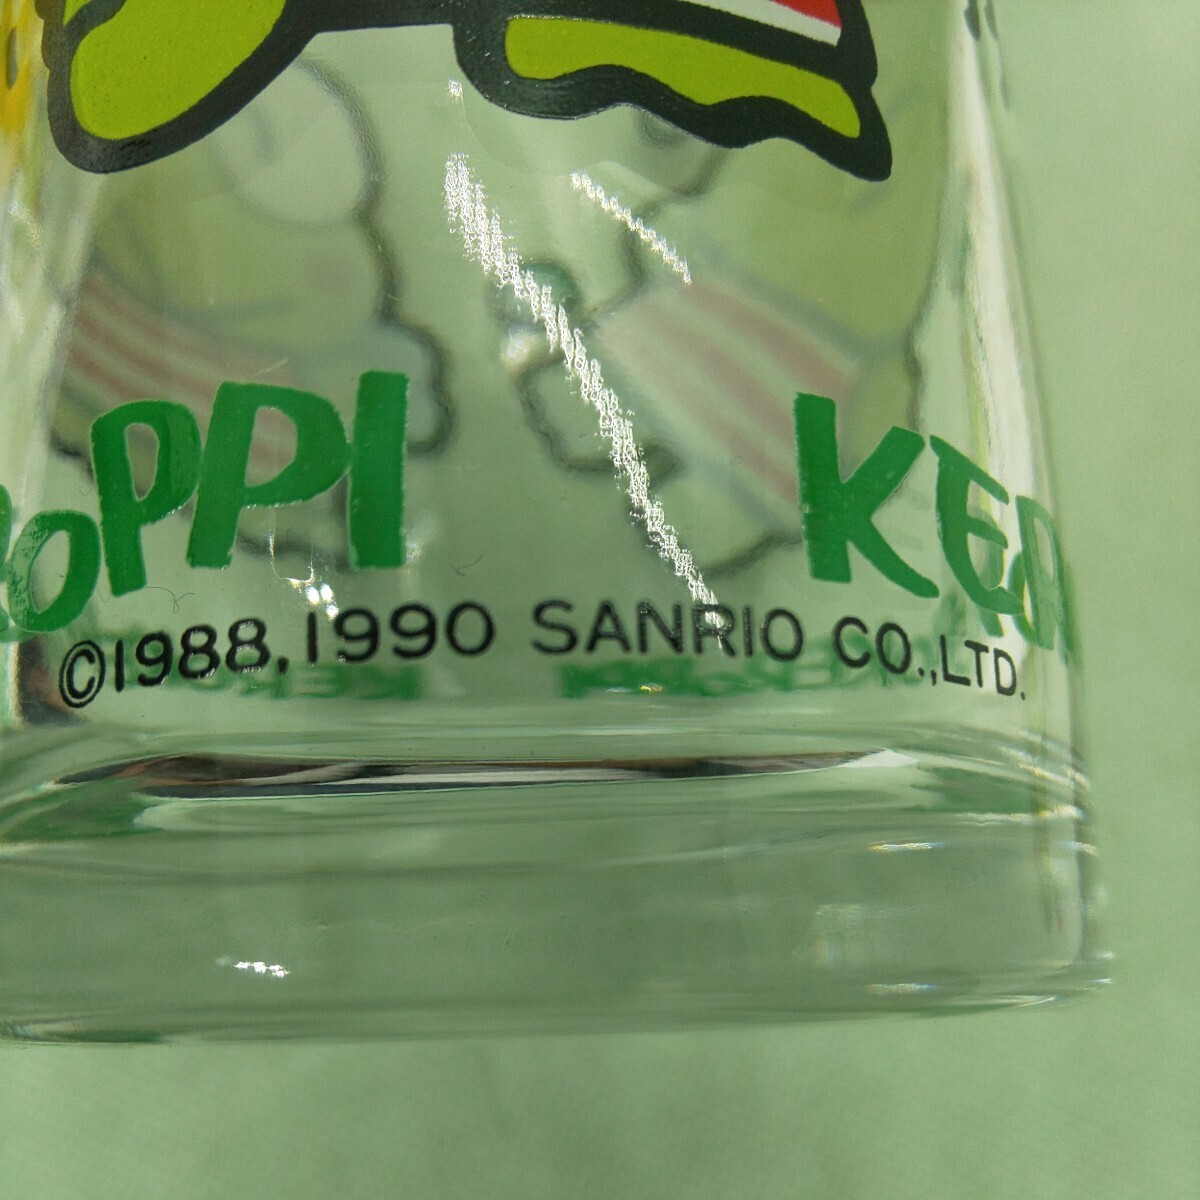 OPPI KER
©1988,1990 SANRIO CO.,LTD.